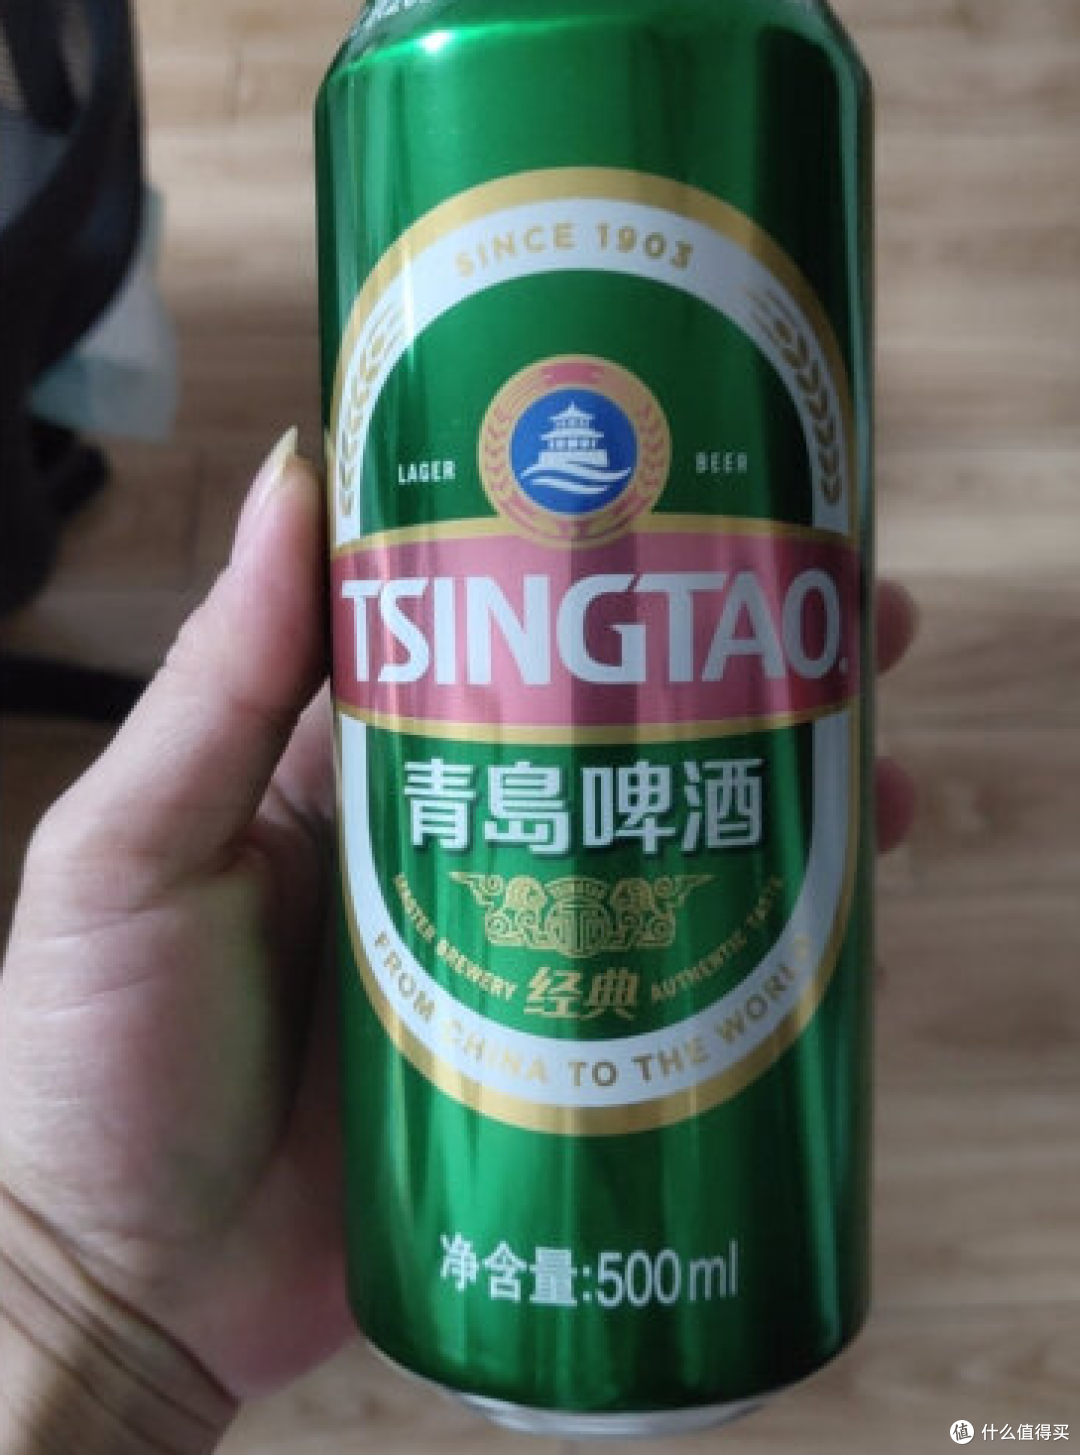 SINCE 1903
LAGER BEER
TSINGTAO
青島啤酒
MASTER BREWERY 经典 AUTHENTIC TASTE
FROM CHINA TO THE WORLD
净含量:500ml
值 什么值得买